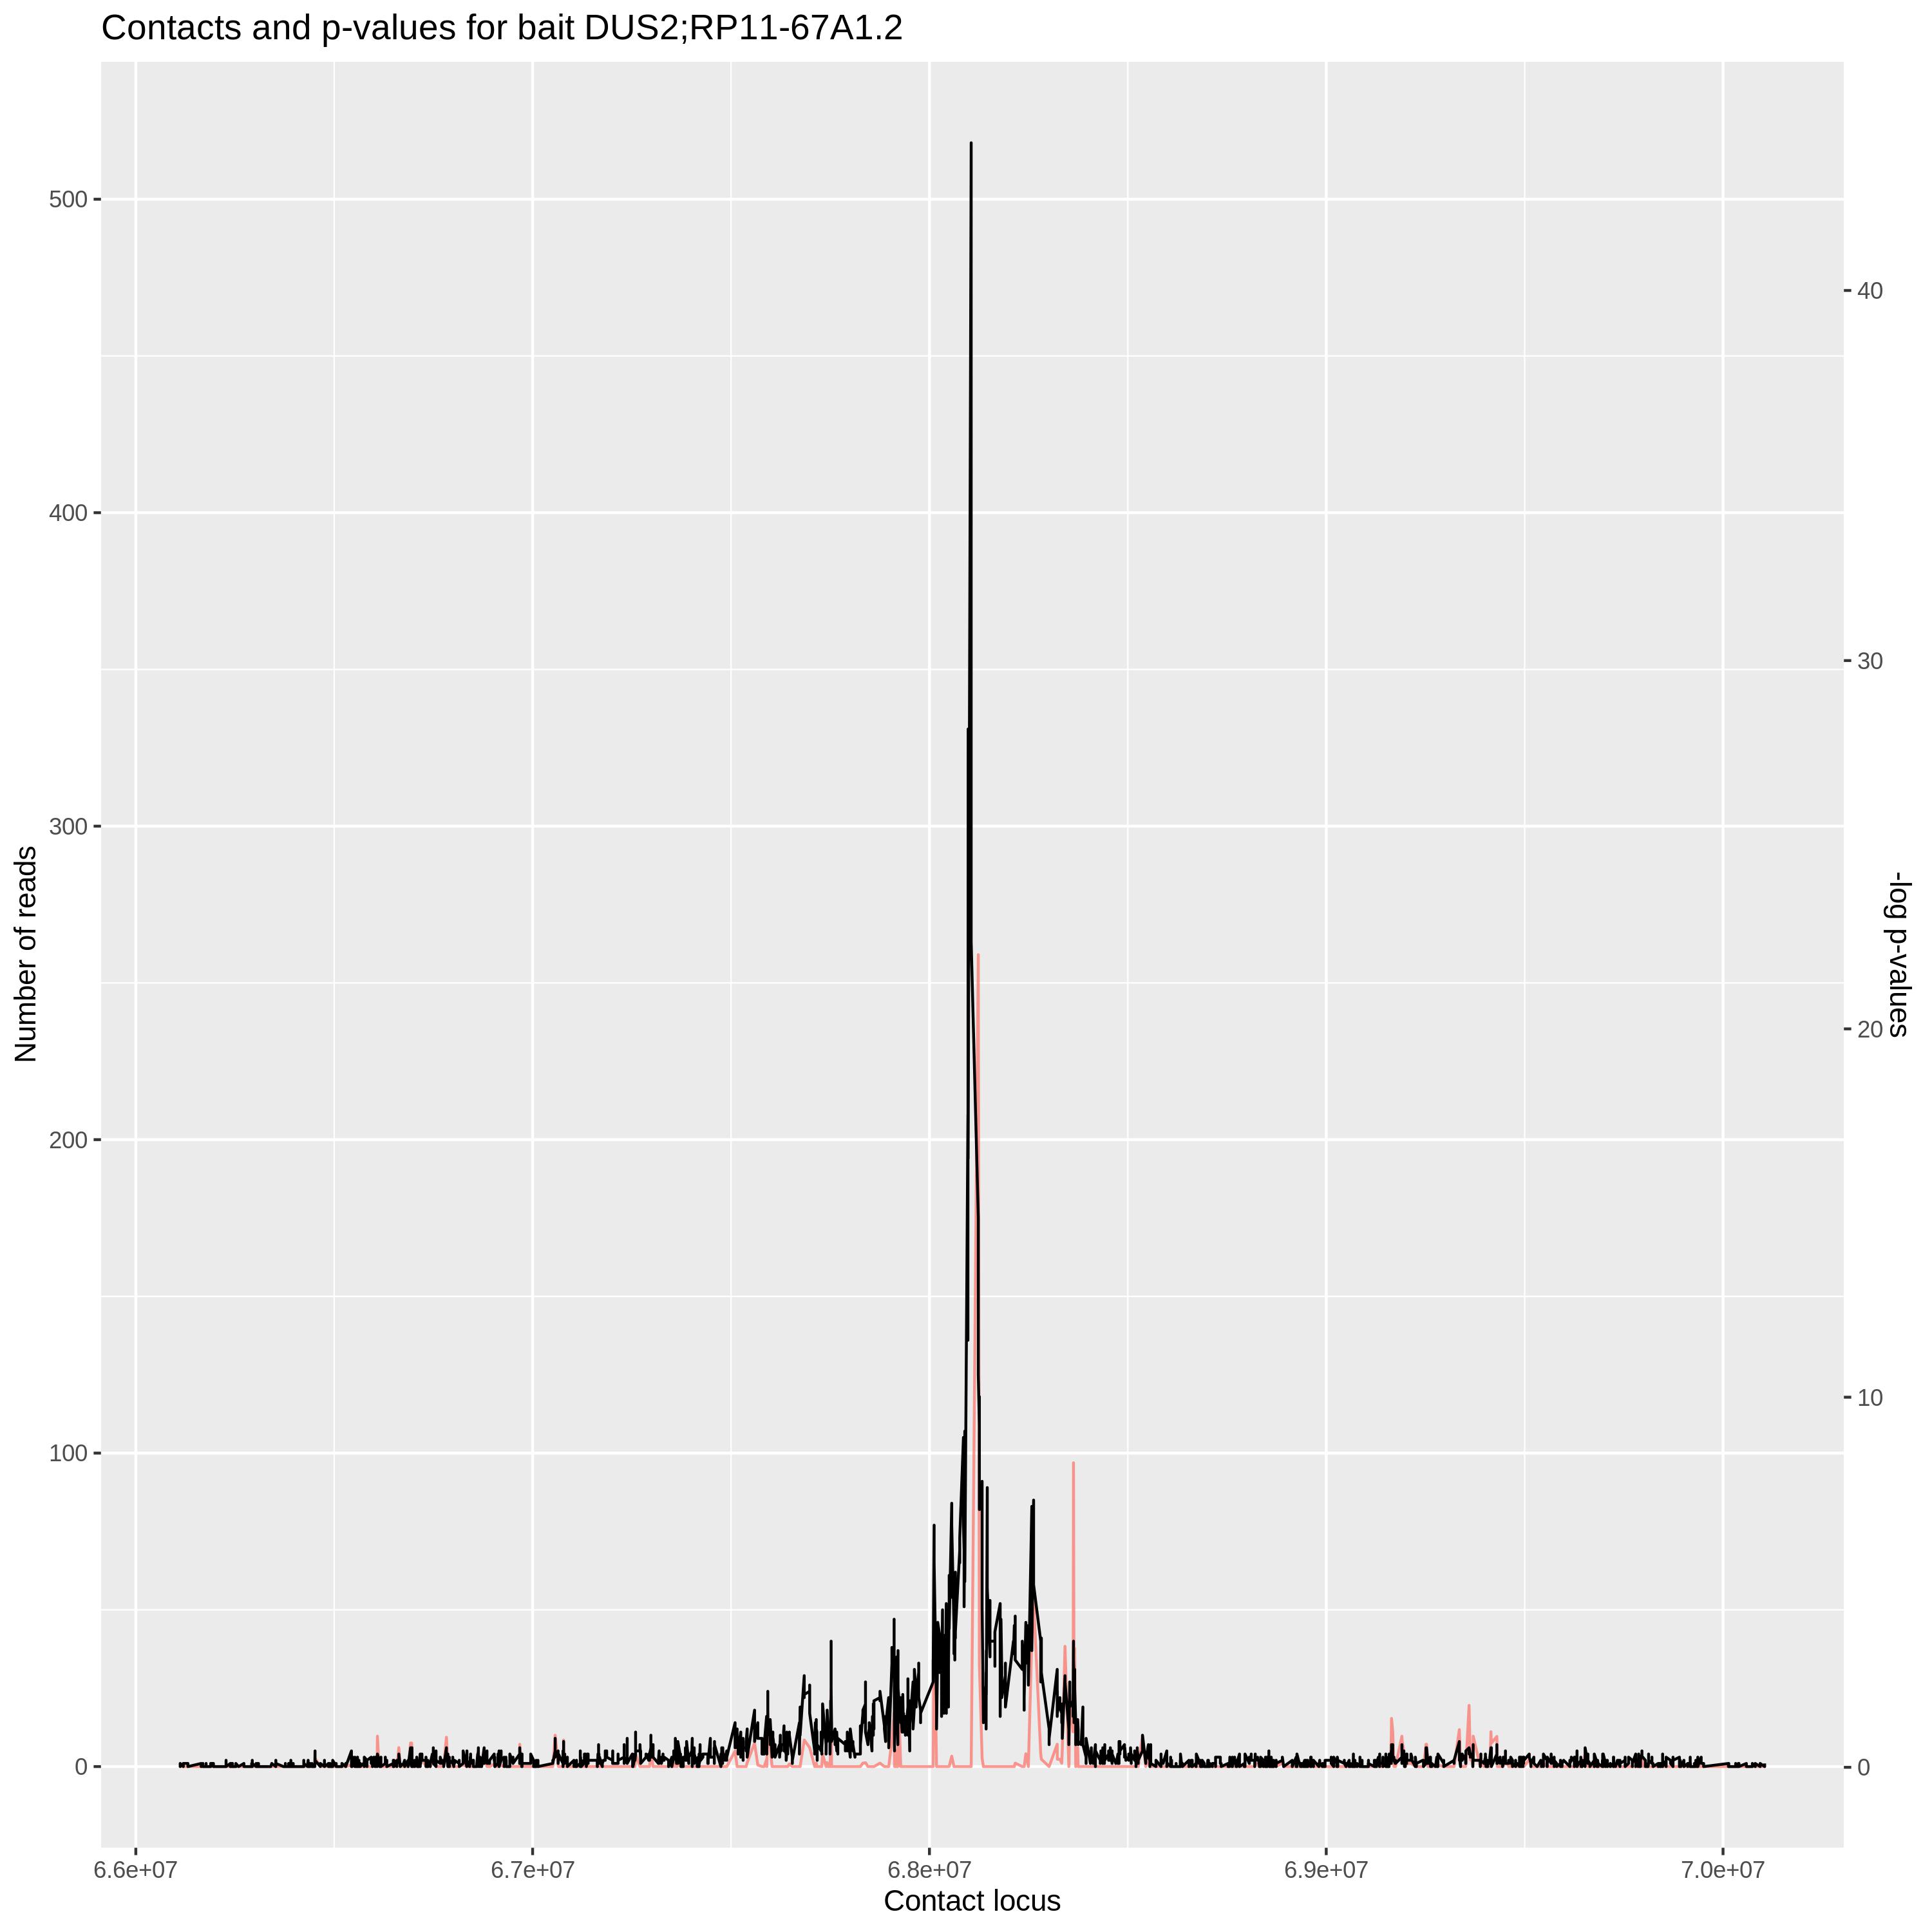 Contacts and p-values for bait DUS2;RP11-67A1.2
500
400
300
200
100
0
Number of reads
40
30
20
10
0
-log p-values
6.6e+07
6.7e+07
6.8e+07
6.9e+07
7.0e+07
Contact locus